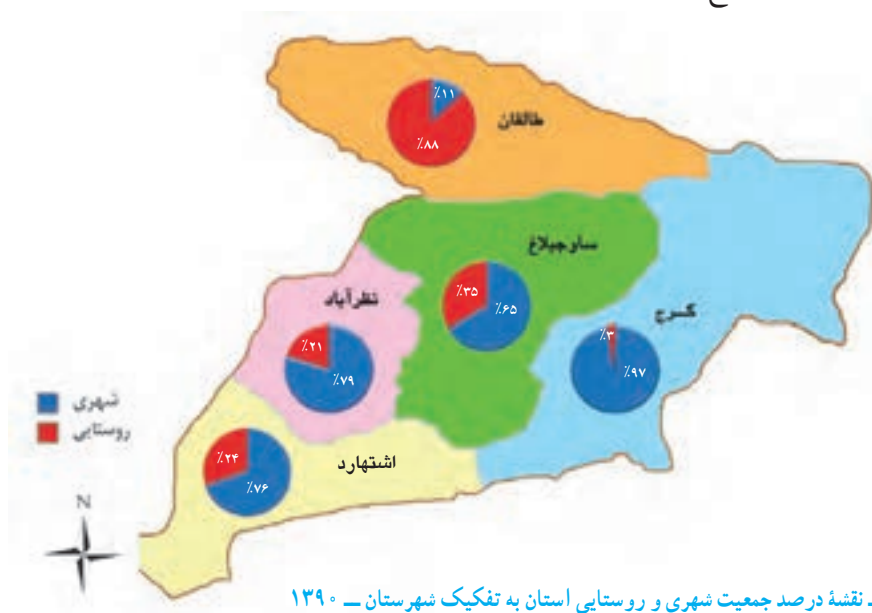 طالقان
٪۱۱
٪۸۸
ساوجبلاغ
٪۳۵
٪۶۵
نظرآباد
٪۲۱
٪۷۹
کرج
٪۳
٪۹۷
اشتهارد
٪۲۴
٪۷۶
شهری
روستایی
N
ـ نقشهٔ درصد جمعیت شهری و روستایی استان به تفکیک شهرستان ــ ۱۳۹۰